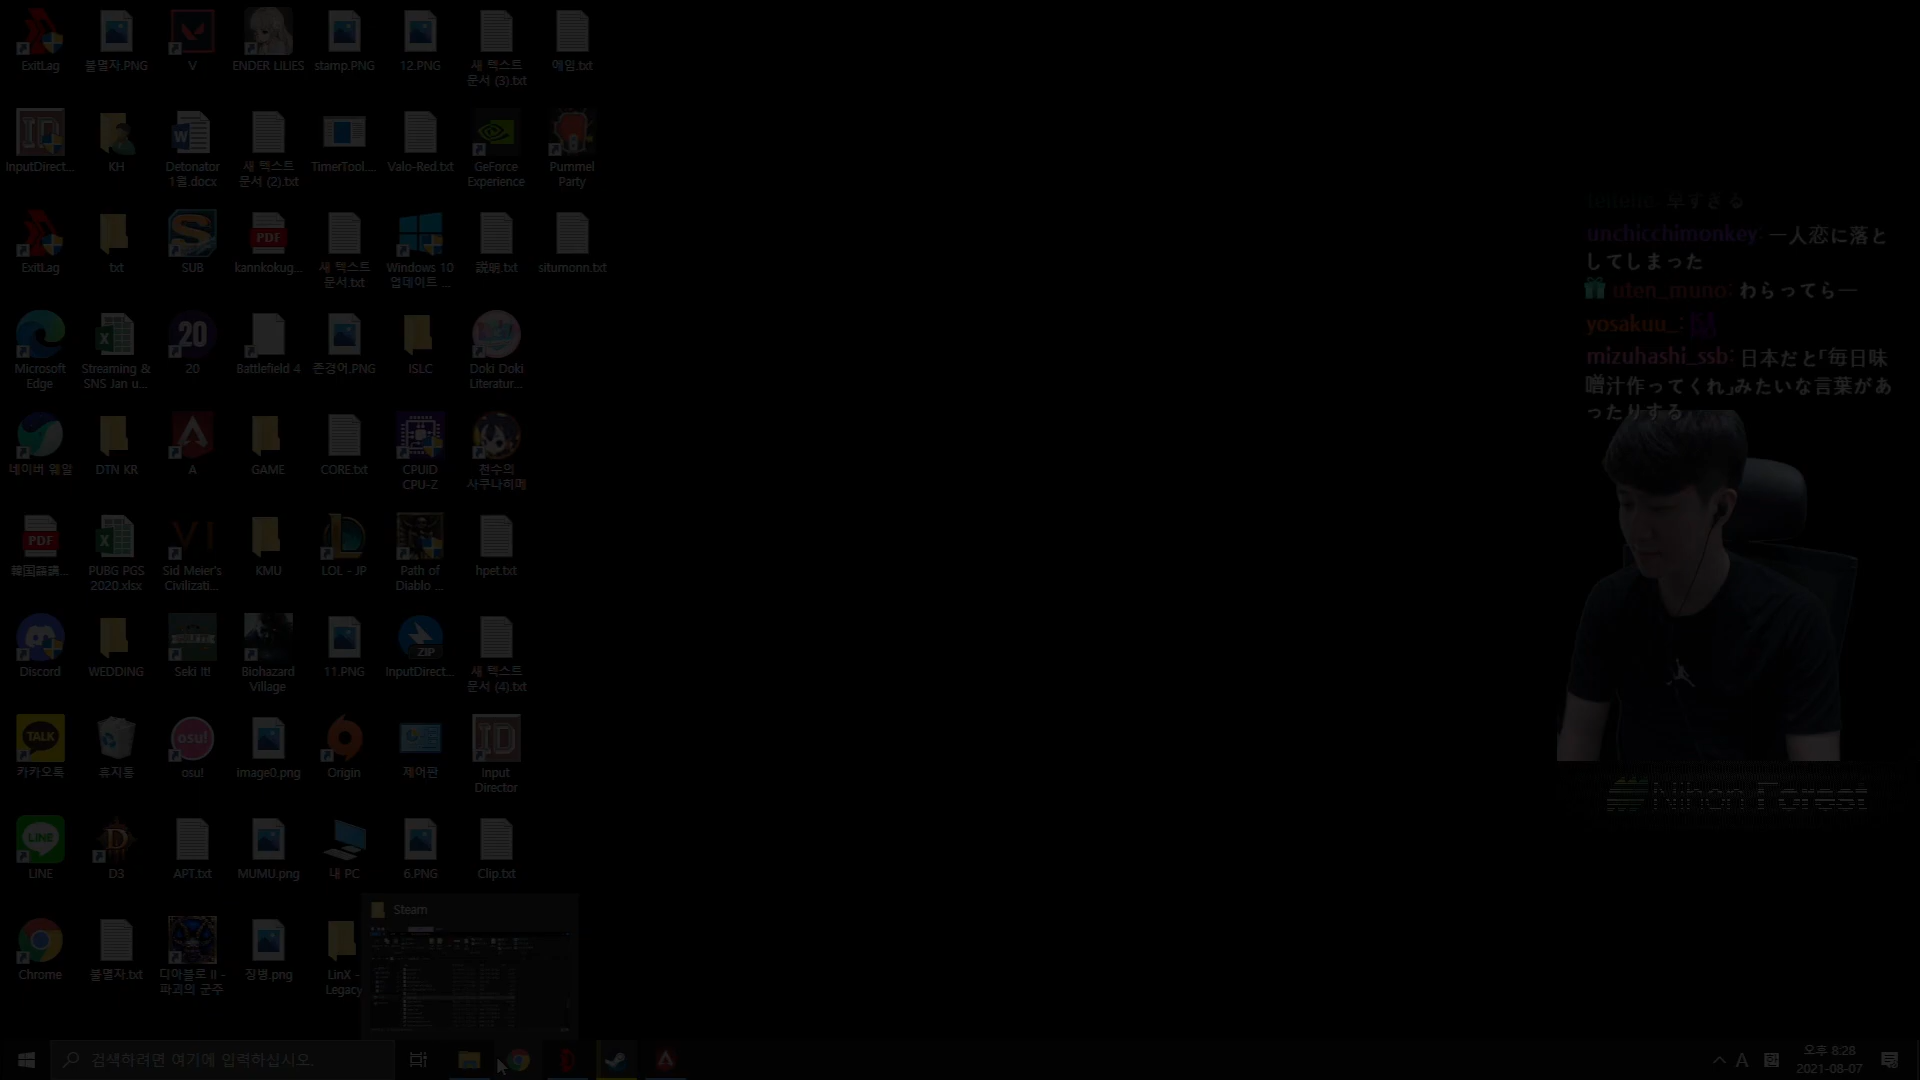 ExitLag
불멸자.PNG
V
ENDER LILIES
stamp.PNG
12.PNG
새 텍스트
문서 (3).txt
에임.txt
InputDirect...
KH
Detonator
1월.docx
새 텍스트
문서 (2).txt
TimerTool....
Valo-Red.txt
GeForce
Experience
Pummel
Party
ExitLag
txt
SUB
kannkokug...
새 텍스트
문서.txt
Windows 10
업데이트 ...
説明.txt
situmonn.txt
Microsoft
Edge
Streaming &
SNS Jan u...
20
Battlefield 4
존경어.PNG
ISLC
Doki Doki
Literatur...
네이버 웨일
DTN KR
A
GAME
CORE.txt
CPUID
CPU-Z
천수의
사쿠나히메
韓国語講...
PUBG PGS
2020.xlsx
Sid Meier's
Civilizati...
KMU
LOL - JP
Path of
Diablo ...
hpet.txt
Discord
WEDDING
Seki It!
Biohazard
Village
11.PNG
InputDirect...
새 텍스트
문서 (4).txt
카카오톡
휴지통
osu!
image0.png
Origin
제어판
Input
Director
LINE
D3
APT.txt
MUMU.png
내 PC
6.PNG
Clip.txt
Chrome
불멸자.txt
디아블로 II -
파괴의 군주
징병.png
LinX -
Legacy
Steam
早すぎる
unchicchimonkey: 一人恋に落と
してしまった
uten_muno: わらってら—
yosakuu_:
mizuhashi_ssb: 日本だと「毎日味
噌汁作ってくれ」みたいな言葉があ
ったりする
Nihon Forest
검색하려면 여기에 입력하십시오.
A
오후 8:28
2021-08-07